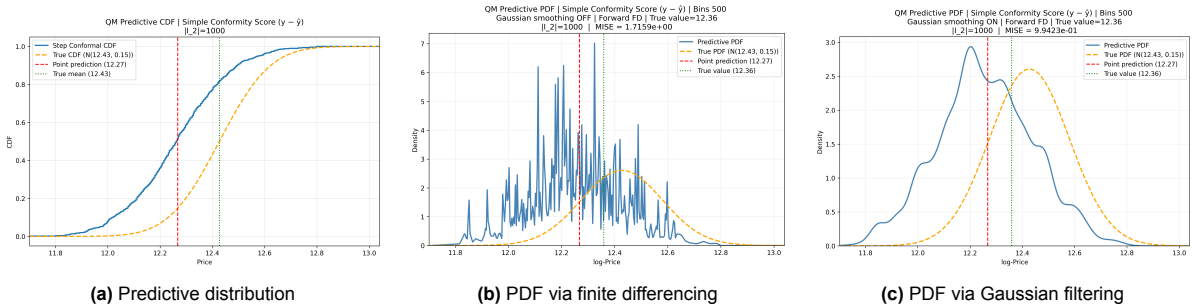 QM Predictive CDF | Simple Conformity Score (y − ŷ)
|I_2|=1000
Step Conformal CDF
True CDF (N(12.43, 0.15))
Point prediction (12.27)
True mean (12.43)
CDF
1.0
0.8
0.6
0.4
0.2
0.0
11.8
12.0
12.2
12.4
12.6
12.8
13.0
Price
(a) Predictive distribution
QM Predictive PDF | Simple Conformity Score (y − ŷ) | Bins 500
Gaussian smoothing OFF | Forward FD | True value=12.36
|I_2|=1000 | MISE = 1.7159e+00
Predictive PDF
True PDF (N(12.43, 0.15))
Point prediction (12.27)
True value (12.36)
Density
7
6
5
4
3
2
1
0
11.8
12.0
12.2
12.4
12.6
12.8
13.0
log-Price
(b) PDF via finite differencing
QM Predictive PDF | Simple Conformity Score (y − ŷ) | Bins 500
Gaussian smoothing ON | Forward FD | True value=12.36
|I_2|=1000 | MISE = 9.9423e-01
Predictive PDF
True PDF (N(12.43, 0.15))
Point prediction (12.27)
True value (12.36)
Density
3.0
2.5
2.0
1.5
1.0
0.5
0.0
11.8
12.0
12.2
12.4
12.6
12.8
13.0
log-Price
(c) PDF via Gaussian filtering